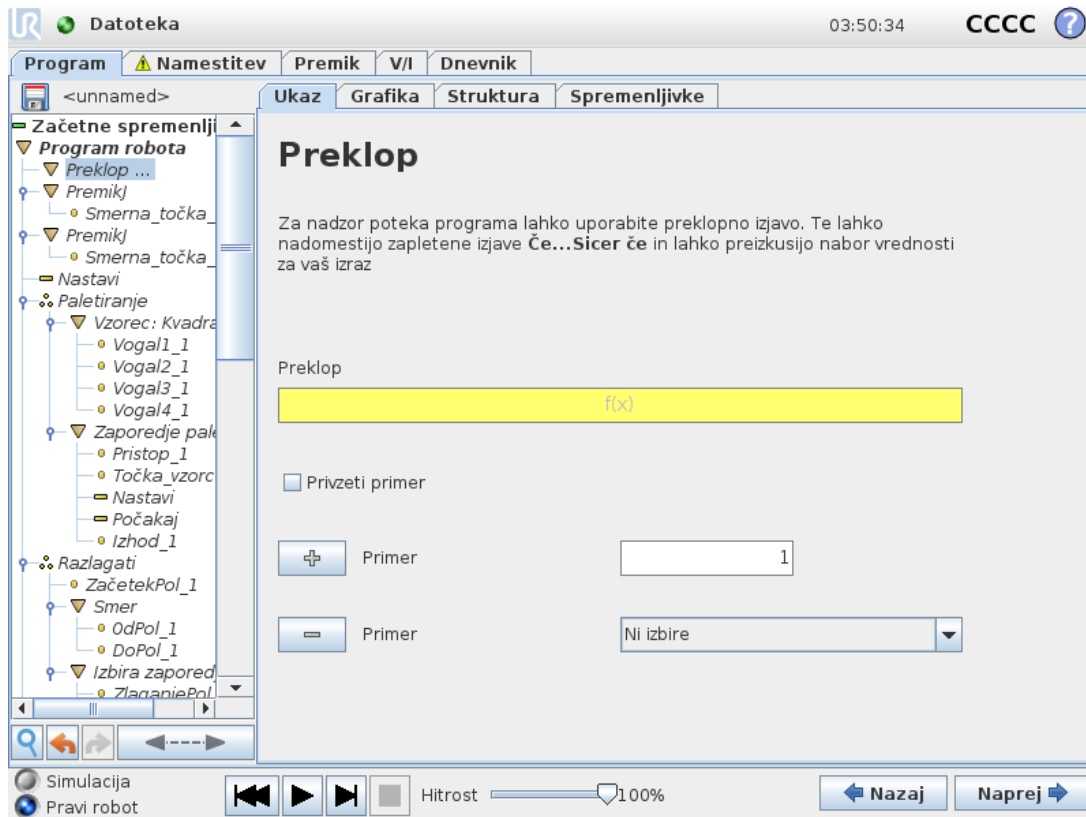 UR
Datoteka
03:50:34
CCCC
?
Program
Namestitev
Premik
V/I
Dnevnik
<unnamed>
Ukaz
Grafika
Struktura
Spremenljivke
Začetne spremenlji
Program robota
Preklop ...
PremikJ
Smerna_točka_
PremikJ
Smerna_točka_
Nastavi
Paletiranje
Vzorec: Kvadra
Vogal1_1
Vogal2_1
Vogal3_1
Vogal4_1
Zaporedje pale
Pristop_1
Točka_vzorc
Nastavi
Počakaj
Izhod_1
Razlagati
ZačetekPol_1
Smer
OdPol_1
DoPol_1
Izbira zapored
ZlaganjePol
Preklop
Za nadzor poteka programa lahko uporabite preklopno izjavo. Te lahko
nadomestijo zapletene izjave Če...Sicer če in lahko preizkusijo nabor vrednosti
za vaš izraz
Preklop
f(x)
Privzeti primer
Primer
1
Primer
Ni izbire
Simulacija
Pravi robot
Hitrost
100%
Nazaj
Naprej